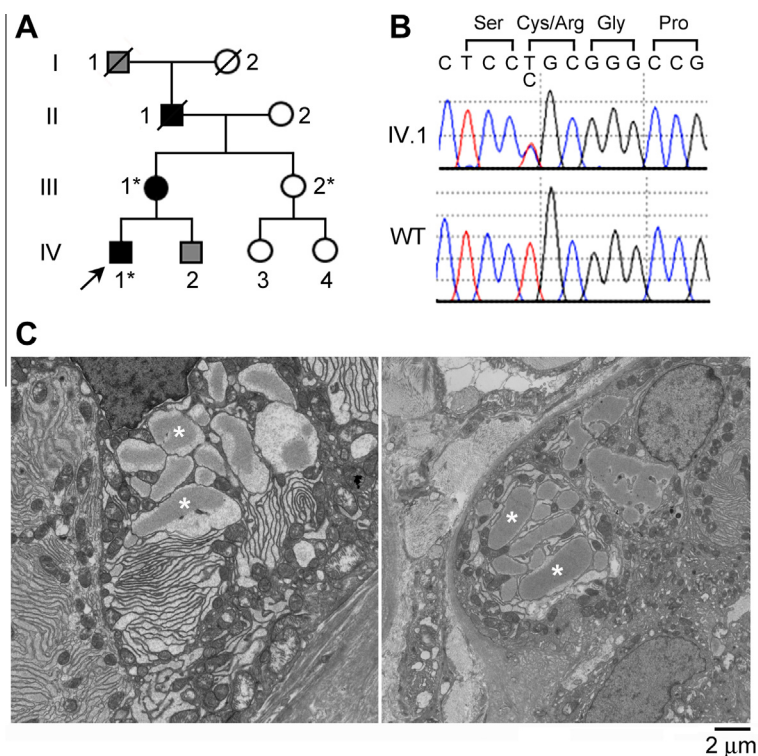 A
I 1 2
II 1 2
III 1* 2*
IV
1* 2 3 4
B
Ser Cys/Arg Gly Pro
C T C C T G C G G G C C G
C
IV.1
WT
C
* *
* *
2 μm